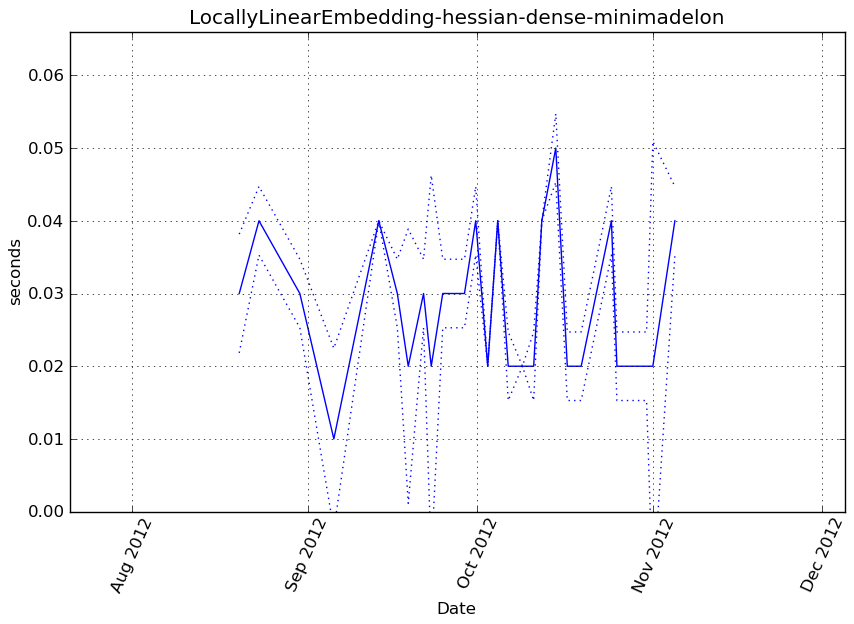 LocallyLinearEmbedding-hessian-dense-minimadelon
0.06
0.05
0.04
0.03
0.02
0.01
0.00
seconds
Aug 2012
Sep 2012
Oct 2012
Nov 2012
Dec 2012
Date